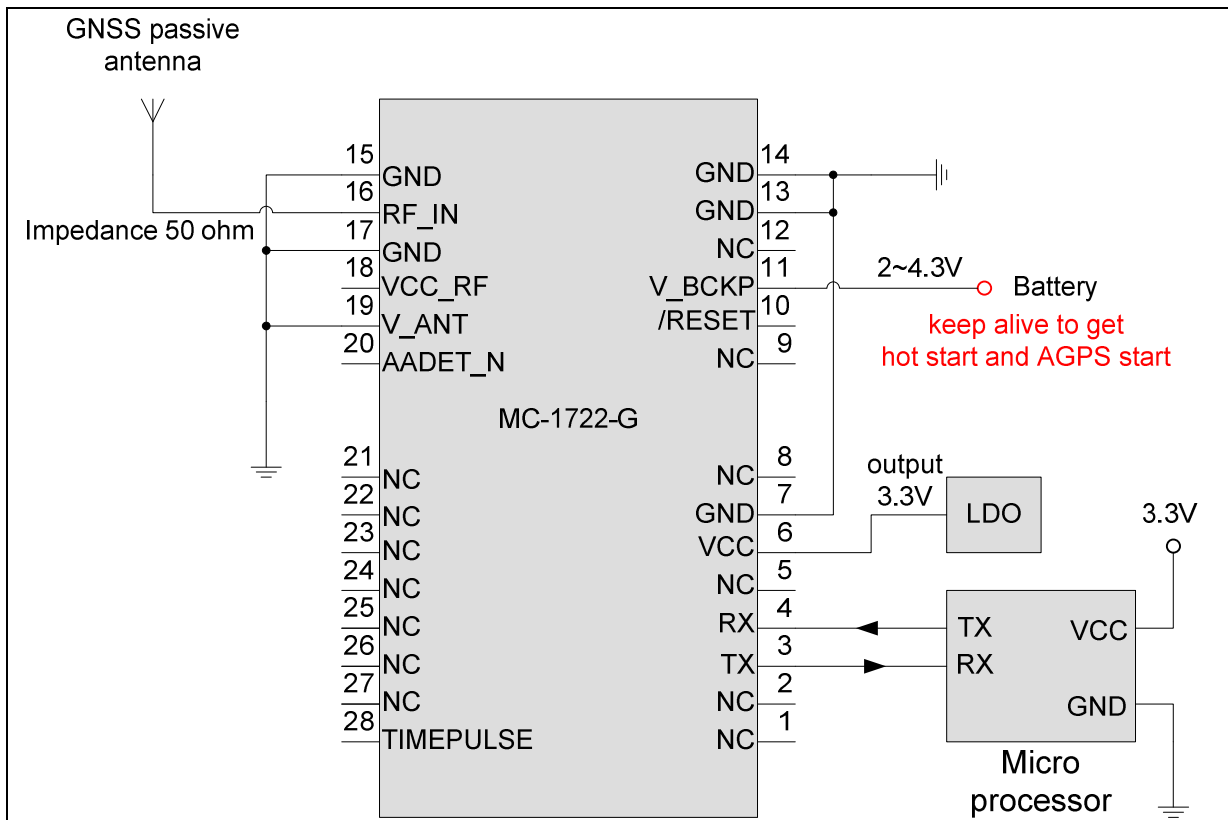 GNSS passive
antenna
Impedance 50 ohm
15
GND
16
RF_IN
17
GND
18
VCC_RF
19
V_ANT
20
AADET_N
21
NC
22
NC
23
NC
24
NC
25
NC
26
NC
27
NC
28
TIMEPULSE
MC-1722-G
14
GND
13
GND
12
NC
11
V_BCKP
10
/RESET
9
NC
8
NC
7
GND
6
VCC
5
NC
4
RX
3
TX
2
NC
1
NC
2~4.3V
Battery
keep alive to get
hot start and AGPS start
output
3.3V
LDO
3.3V
TX
VCC
RX
GND
Micro
processor